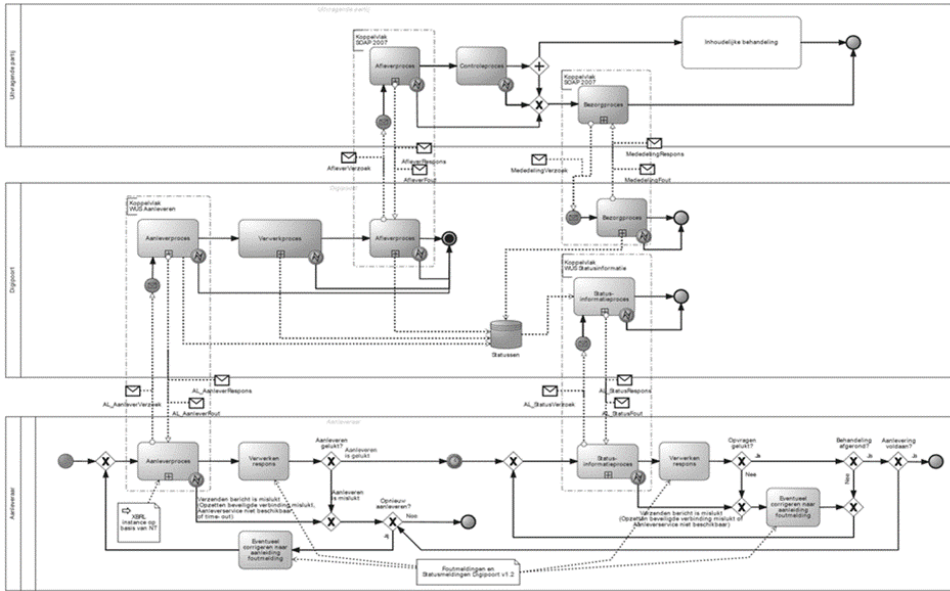 Uitvragende partij
Uitvragende partij
Koppelvlak
SOAP 2007
Afleverproces
Controleproces
Inhoudelijke behandeling
Koppelvlak
SOAP 2007
Bezorgproces
AfleverVerzoek
AfleverRespons
AfleverFout
MededelingVerzoek
MededelingRespons
MededelingFout
Digipoort
Digipoort
Koppelvlak
WUS Aanleveren
Aanleverproces
Verwerkproces
Afleverproces
Bezorgproces
Koppelvlak
WUS Statusinformatie
Status-
informatieproces
Statussen
AL_AanleverVerzoek
AL_AanleverRespons
AL_AanleverFout
AL_StatusVerzoek
AL_StatusRespons
AL_StatusFout
Aanleveraar
Aanleveraar
Aanleverproces
Verwerken
respons
Aanleveren
gelukt?
Aanleveren
is gelukt
Aanleveren
is mislukt
Verzenden bericht is mislukt
(Opzetten beveiligde verbinding mislukt,
Aanleverservice niet beschikbaar
of time-out)
Opnieuw
aanleveren?
Nee
Ja
XBRL
instance op
basis van NT
Eventueel
corrigeren naar
aanleiding
foutmelding
Status-
informatieproces
Verwerken
respons
Opvragen
gelukt?
Ja
Nee
Verzenden bericht is mislukt
(Opzetten beveiligde verbinding mislukt of
Aanleverservice niet beschikbaar)
Eventueel
corrigeren naar
aanleiding
foutmelding
Behandeling
afgerond?
Ja
Nee
Aanlevering
voldaan?
Ja
Foutmeldingen en
Statusmeldingen Digipoort v1.2